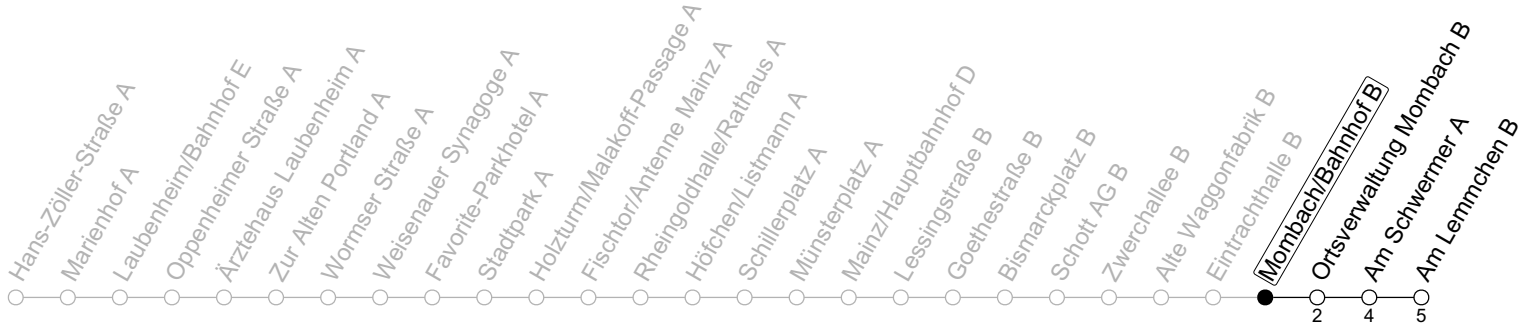 Hans-Zöller-Straße A
Marienhof A
Laubenheim/Bahnhof E
Oppenheimer Straße A
Ärztehaus Laubenheim A
Zur Alten Portland A
Wormser Straße A
Weisenauer Synagoge A
Favorite-Parkhotel A
Stadtpark A
Holzturm/Malakoff-Passage A
Fischtor/Antenne Mainz A
Rheingoldhalle/Rathaus A
Höfchen/Listmann A
Schillerplatz A
Münsterplatz A
Mainz/Hauptbahnhof D
Lessingstraße B
Goethestraße B
Bismarckplatz B
Schott AG B
Zwerchallee B
Alte Waggonfabrik B
Eintrachthalle B
Mombach/Bahnhof B
Ortsverwaltung Mombach B
Am Schwermer A
Am Lemmchen B
2
4
5